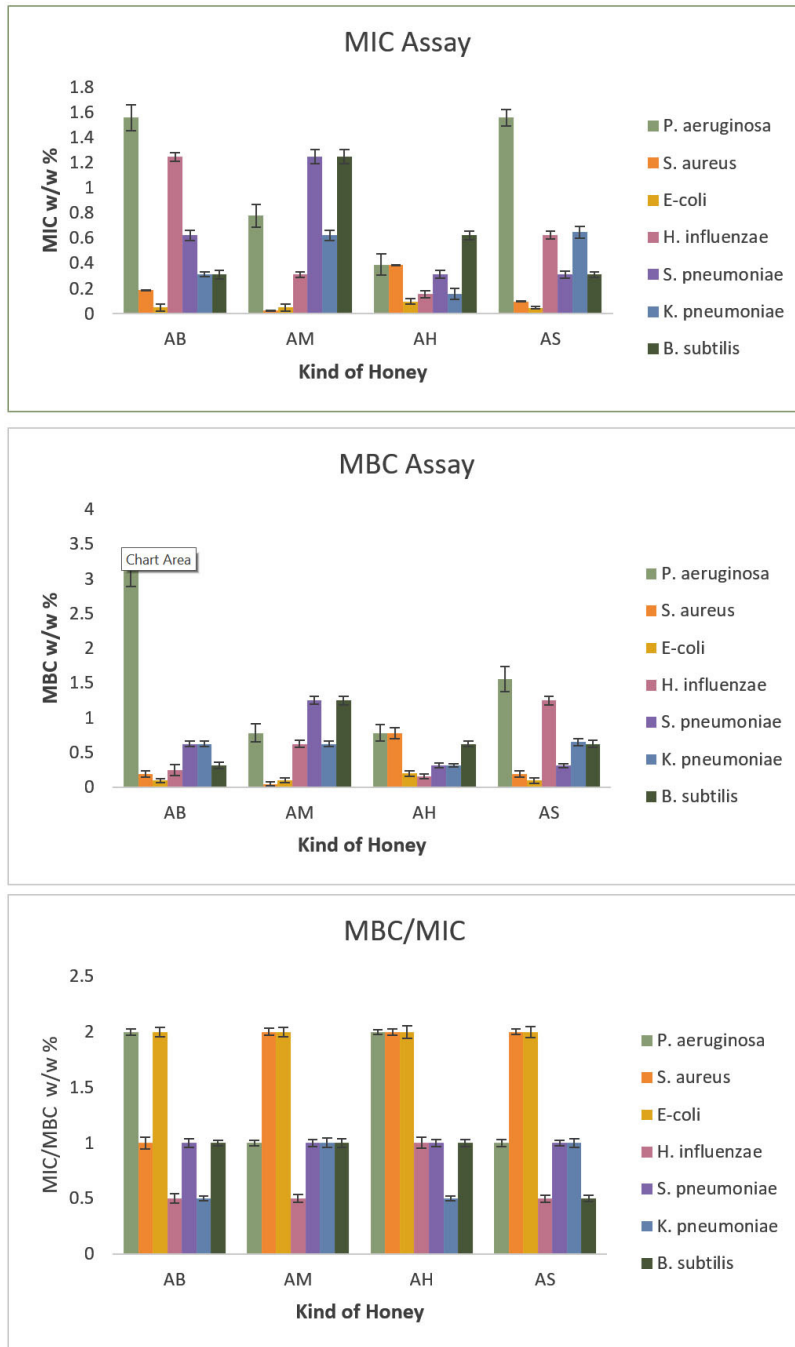 MIC Assay
1.8
1.6
1.4
1.2
1
0.8
0.6
0.4
0.2
0
MIC w/w %
AB AM AH AS
Kind of Honey
P. aeruginosa
S. aureus
E-coli
H. influenzae
S. pneumoniae
K. pneumoniae
B. subtilis
MBC Assay
4
3.5
3
2.5
2
1.5
1
0.5
0
MBC w/w %
Chart Area
AB AM AH AS
Kind of Honey
P. aeruginosa
S. aureus
E-coli
H. influenzae
S. pneumoniae
K. pneumoniae
B. subtilis
MBC/MIC
2.5
2
1.5
1
0.5
0
MIC/MBC w/w %
AB AM AH AS
Kind of Honey
P. aeruginosa
S. aureus
E-coli
H. influenzae
S. pneumoniae
K. pneumoniae
B. subtilis